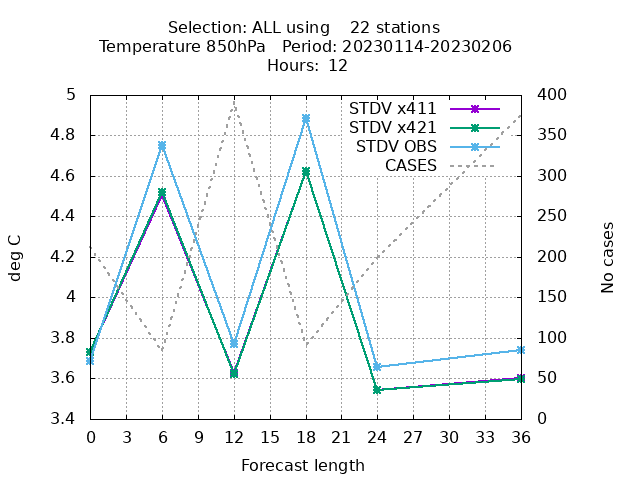 Selection: ALL using    22 stations
Temperature 850hPa   Period: 20230114-20230206
Hours:  12
5
4.8
4.6
4.4
4.2
4
3.8
3.6
3.4
400
350
300
250
200
150
100
50
0
STDV x411
STDV x421
STDV OBS
CASES
deg C
No cases
0 3 6 9 12 15 18 21 24 27 30 33 36
Forecast length